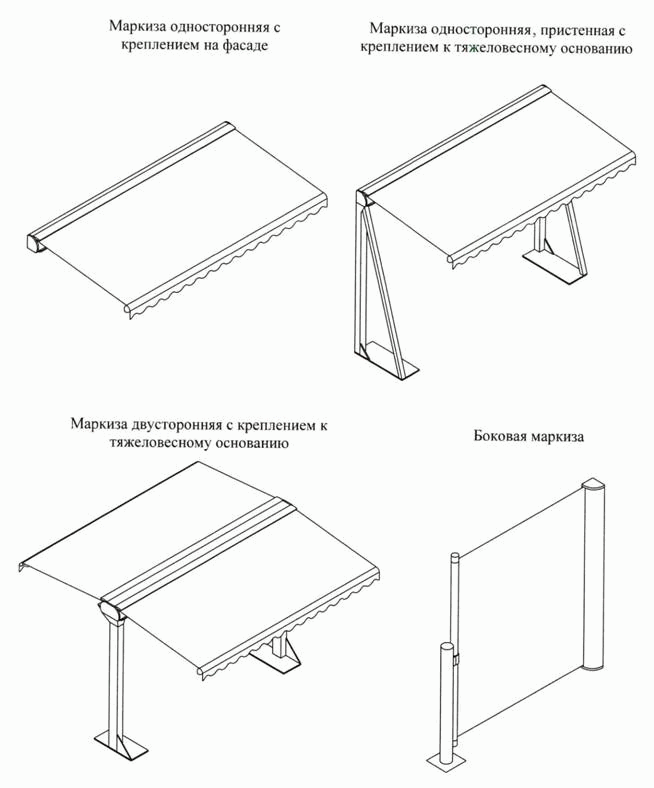 Маркиза односторонняя с
креплением на фасаде
Маркиза односторонняя, пристенная с
креплением к тяжеловесному основанию
Маркиза двусторонняя с креплением к
тяжеловесному основанию
Боковая маркиза